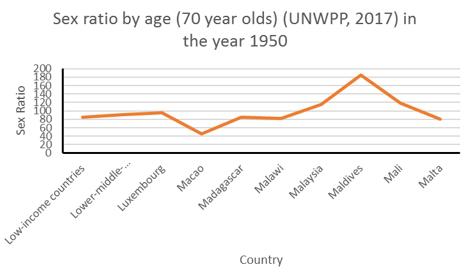 Sex ratio by age (70 year olds) (UNWPP, 2017) in
the year 1950
Sex Ratio
200
180
160
140
120
100
80
60
40
20
0
Low-income countries
Lower-middle-...
Luxembourg
Macao
Madagascar
Malawi
Malaysia
Maldives
Mali
Malta
Country